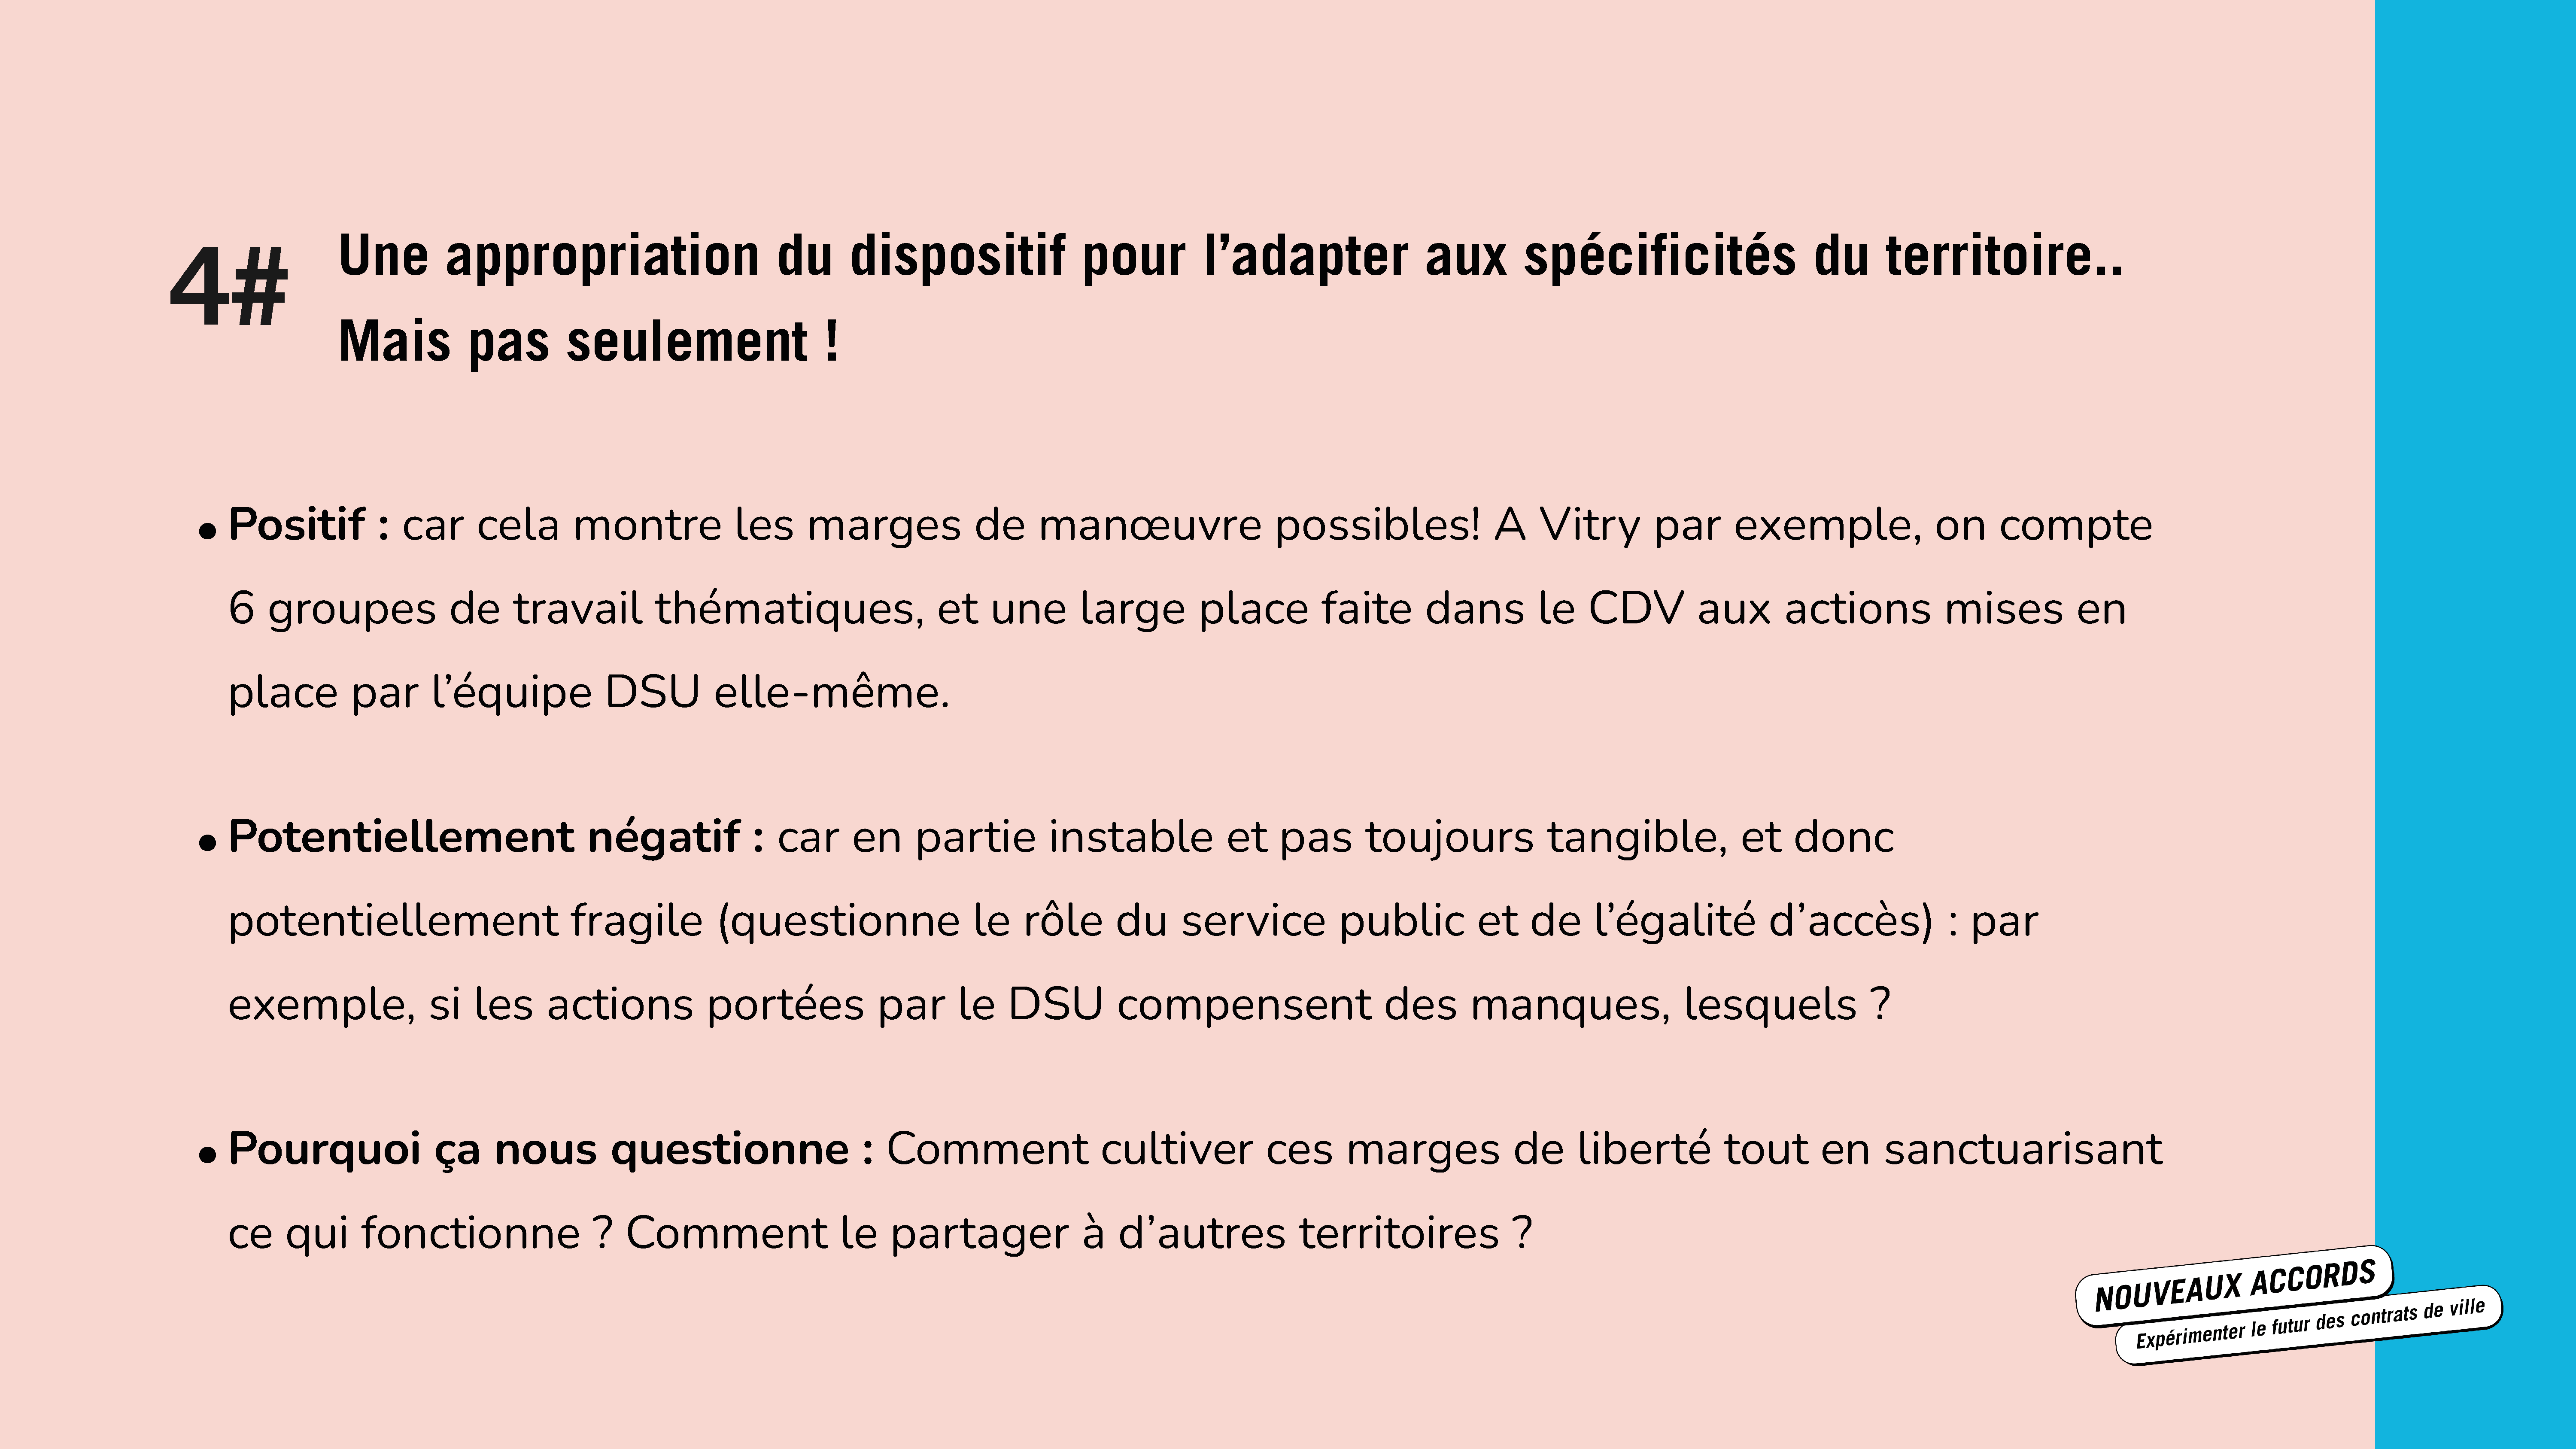 4#
Une appropriation du dispositif pour l’adapter aux spécificités du territoire..
Mais pas seulement !
• Positif : car cela montre les marges de manœuvre possibles! A Vitry par exemple, on compte
6 groupes de travail thématiques, et une large place faite dans le CDV aux actions mises en
place par l’équipe DSU elle-même.
• Potentiellement négatif : car en partie instable et pas toujours tangible, et donc
potentiellement fragile (questionne le rôle du service public et de l’égalité d’accès) : par
exemple, si les actions portées par le DSU compensent des manques, lesquels ?
• Pourquoi ça nous questionne : Comment cultiver ces marges de liberté tout en sanctuarisant
ce qui fonctionne ? Comment le partager à d’autres territoires ?
NOUVEAUX ACCORDS
Expérimenter le futur des contrats de ville